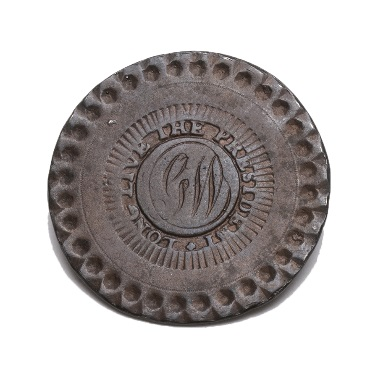 LONG LIVE THE PRESIDENT
GW